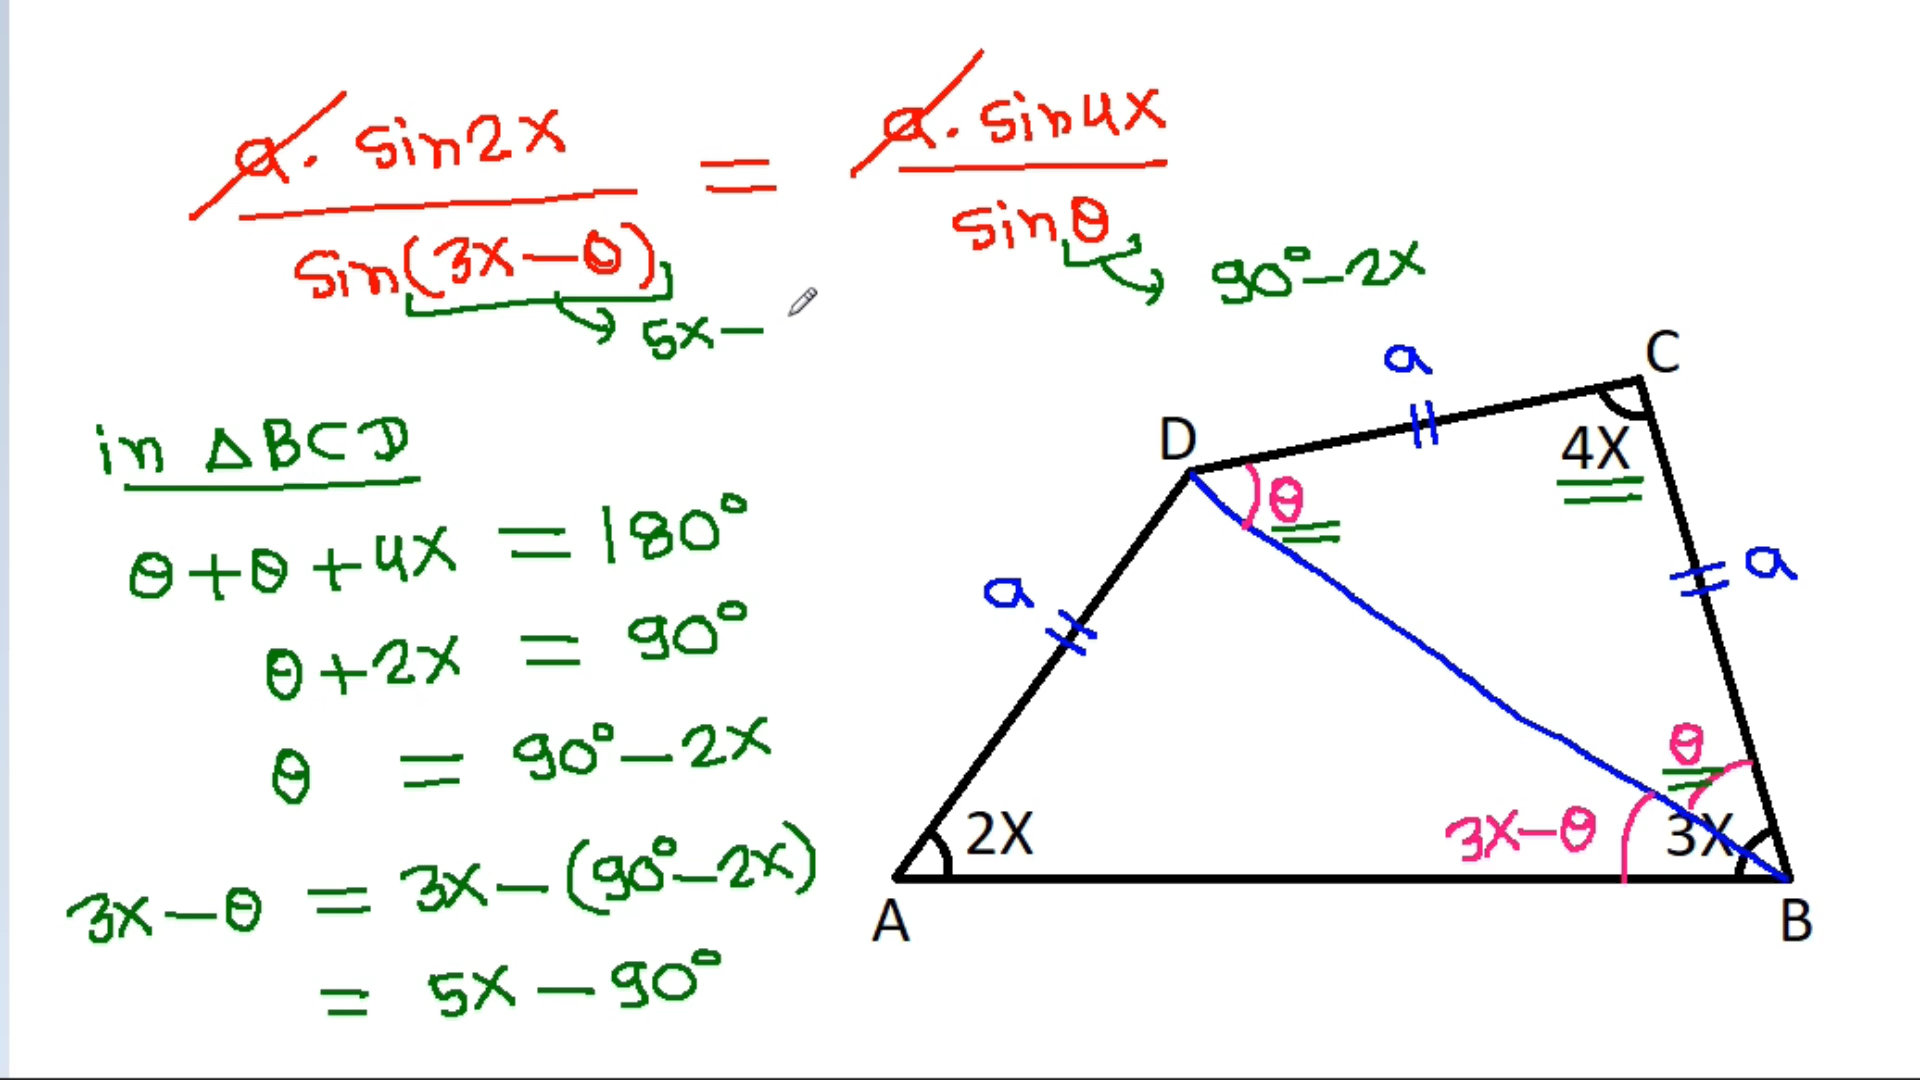 a. sin2x = a. sin4x
sin(3x-θ) sinθ
5x- 90°-2x
in ΔBCD
θ+θ+4x = 180°
θ+2x = 90°
θ = 90°-2x
3x-θ = 3x-(90°-2x)
= 5x-90°
a
C
D
4X
θ
a
a
θ
2X
3x-θ
3X
A
B